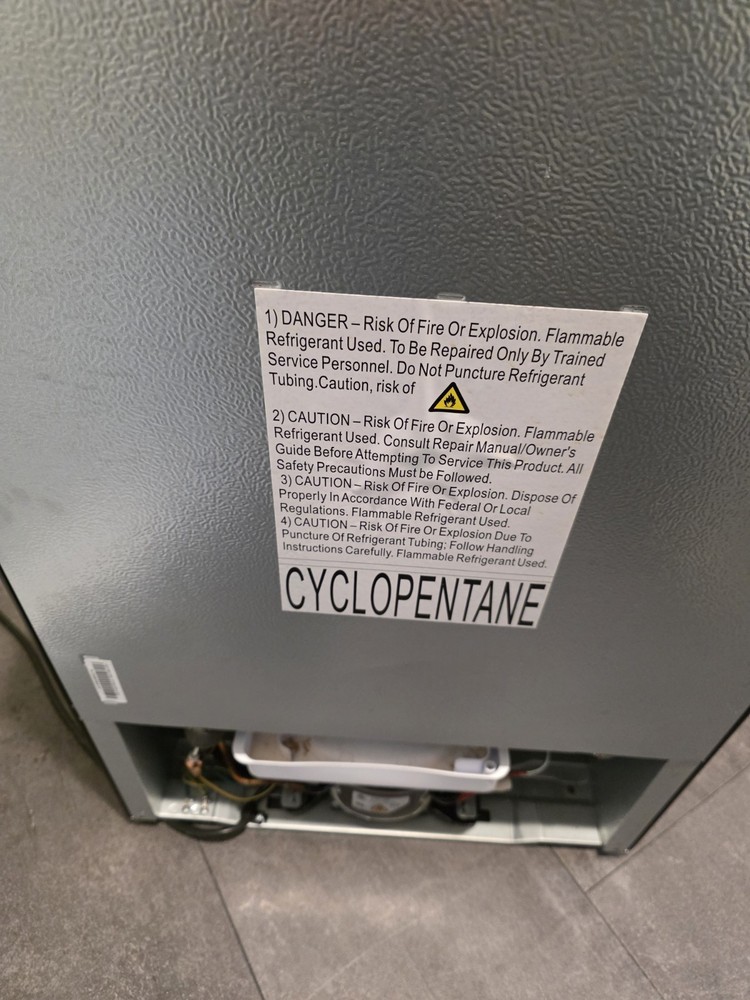 1) DANGER – Risk Of Fire Or Explosion. Flammable
Refrigerant Used. To Be Repaired Only By Trained
Service Personnel. Do Not Puncture Refrigerant
Tubing.Caution, risk of
2) CAUTION – Risk Of Fire Or Explosion. Flammable
Refrigerant Used. Consult Repair Manual/Owner's
Guide Before Attempting To Service This Product. All
Safety Precautions Must be Followed.
3) CAUTION – Risk Of Fire Or Explosion. Dispose Of
Properly In Accordance With Federal Or Local
Regulations. Flammable Refrigerant Used.
4) CAUTION – Risk Of Fire Or Explosion Due To
Puncture Of Refrigerant Tubing; Follow Handling
Instructions Carefully. Flammable Refrigerant Used.
CYCLOPENTANE